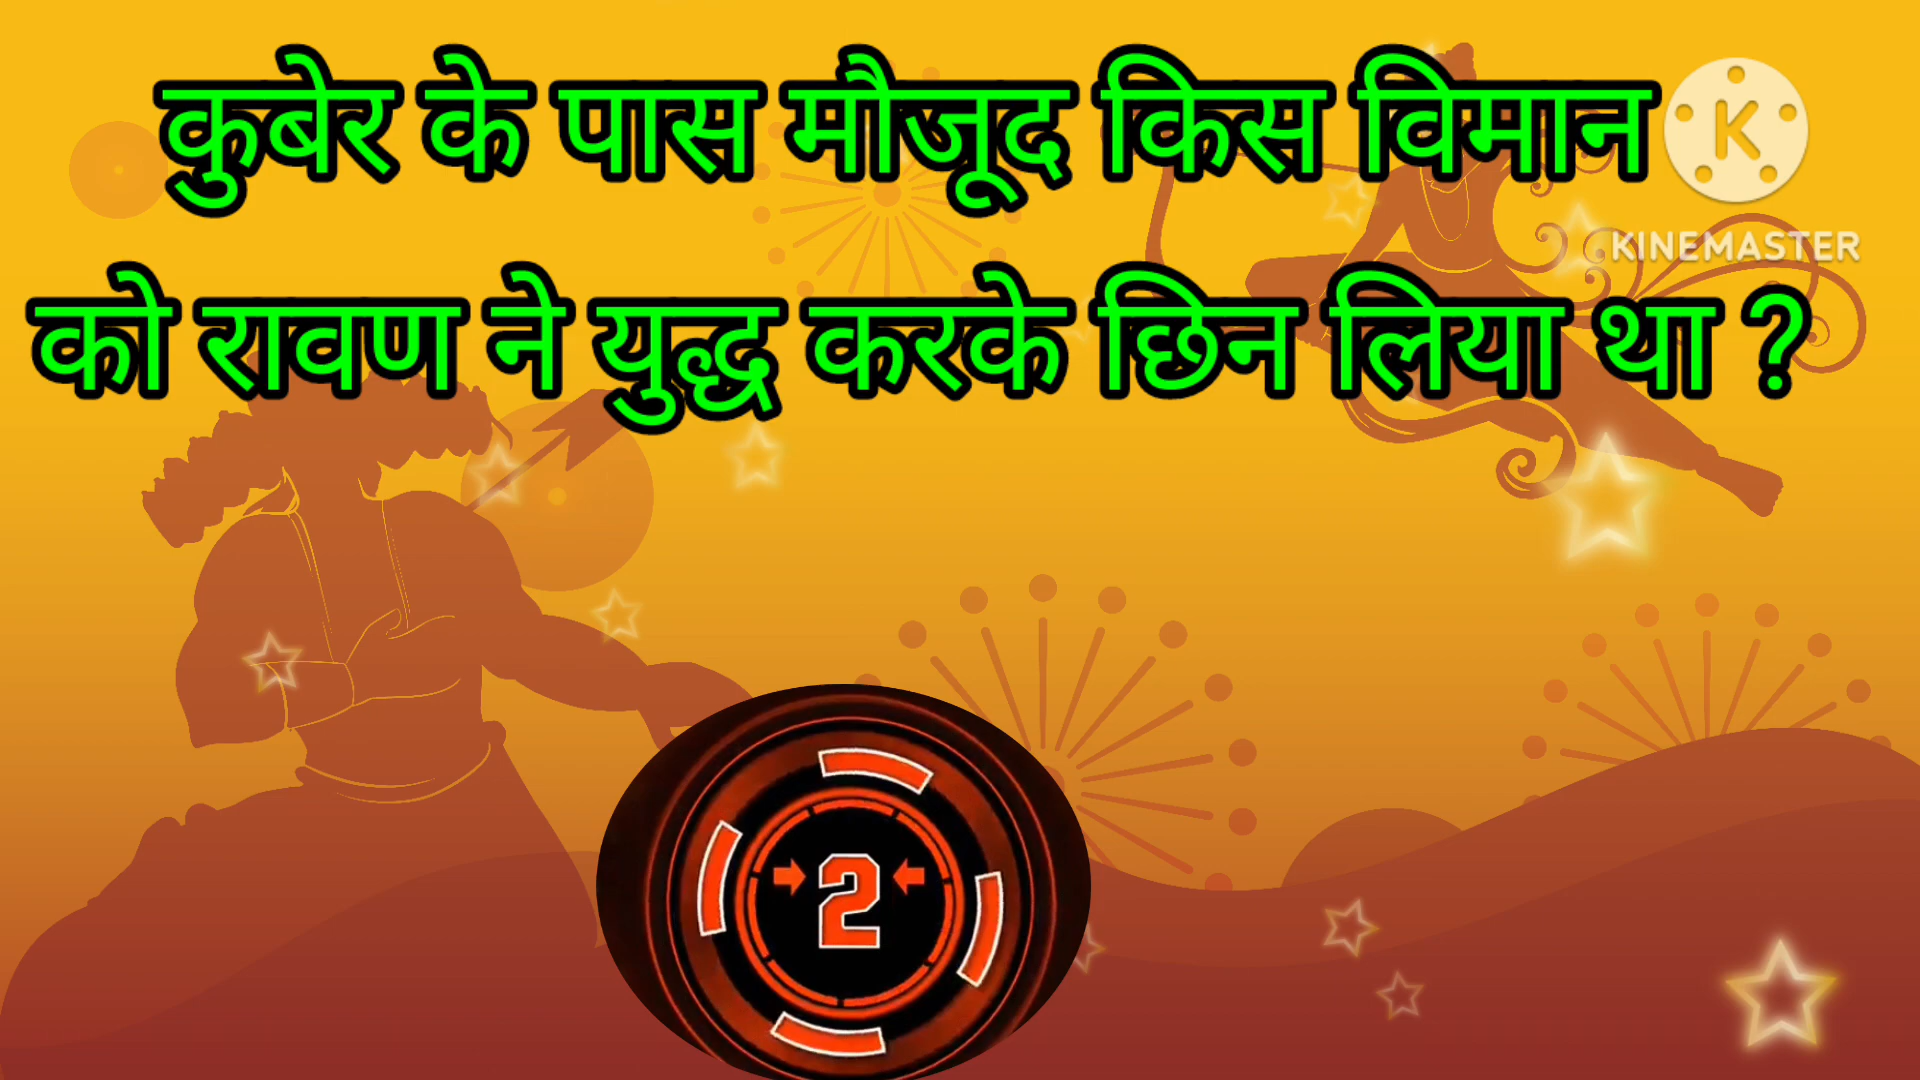 कुबेर के पास मौजूद किस विमान
K
KINEMASTER
को रावण ने युद्ध करके छिन लिया था ?
2